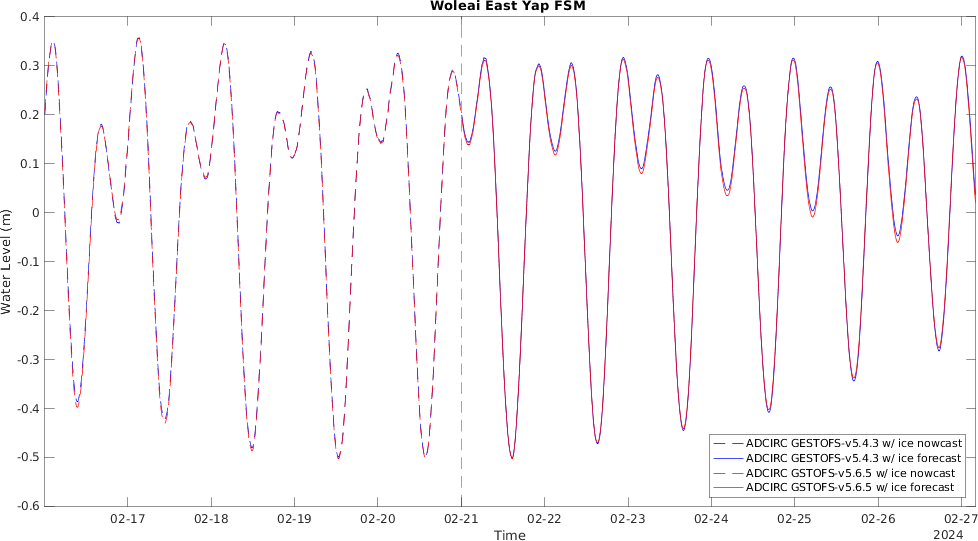 Woleai East Yap FSM
0.4
0.3
0.2
0.1
0
-0.1
-0.2
-0.3
-0.4
-0.5
-0.6
Water Level (m)
ADCIRC GESTOFS-v5.4.3 w/ ice nowcast
ADCIRC GESTOFS-v5.4.3 w/ ice forecast
ADCIRC GSTOFS-v5.6.5 w/ ice nowcast
ADCIRC GSTOFS-v5.6.5 w/ ice forecast
02-17 02-18 02-19 02-20 02-21 02-22 02-23 02-24 02-25 02-26 02-27
Time 2024